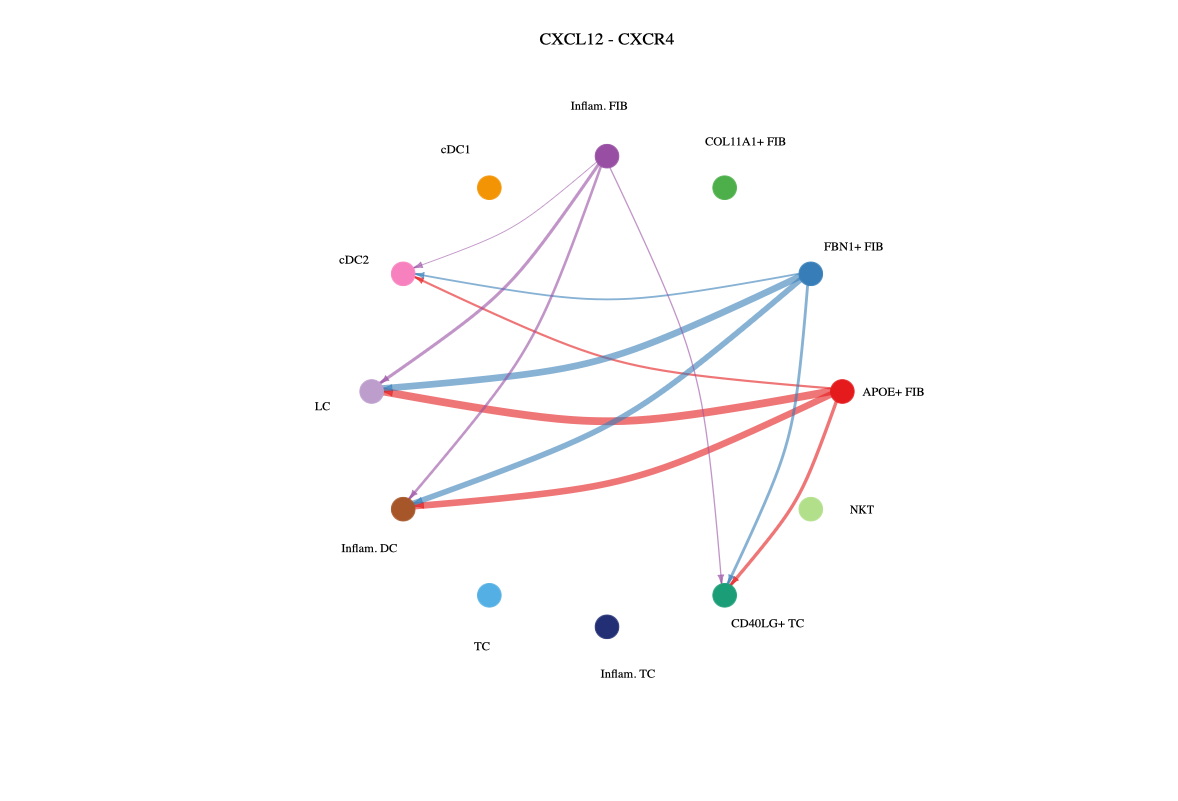 CXCL12 - CXCR4
Inflam. FIB
COL11A1+ FIB
cDC1
FBN1+ FIB
cDC2
APOE+ FIB
LC
NKT
Inflam. DC
CD40LG+ TC
TC
Inflam. TC